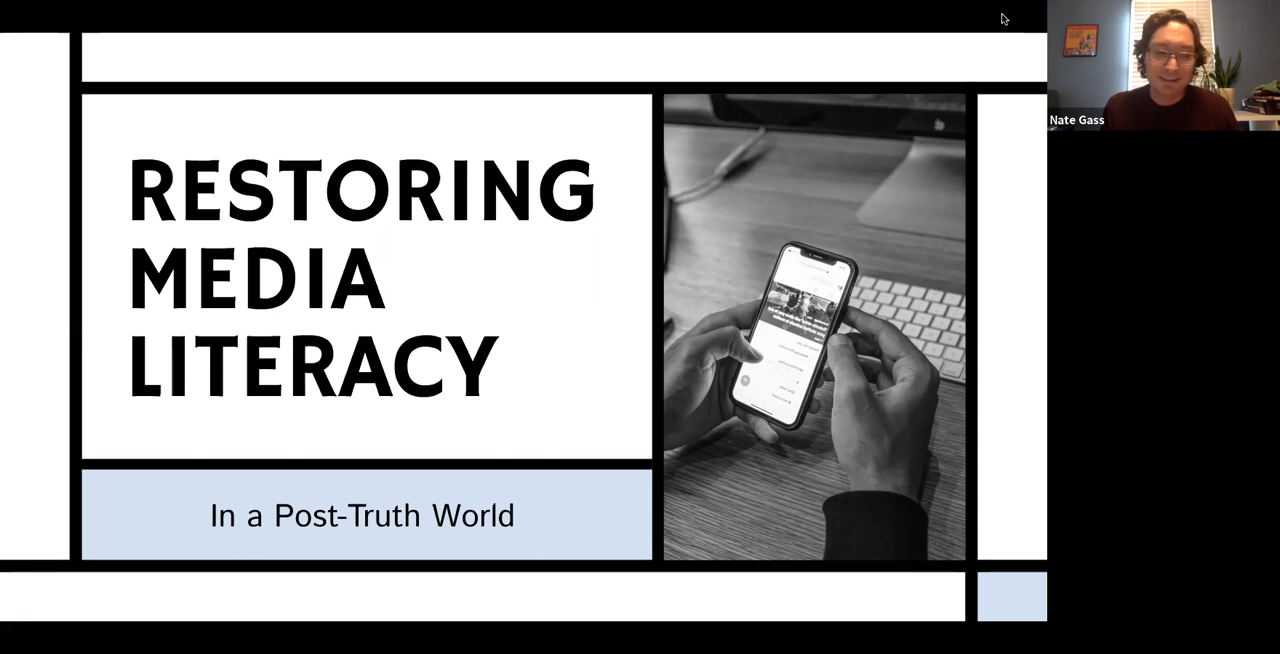 RESTORING
MEDIA
LITERACY
In a Post-Truth World
Nate Gass